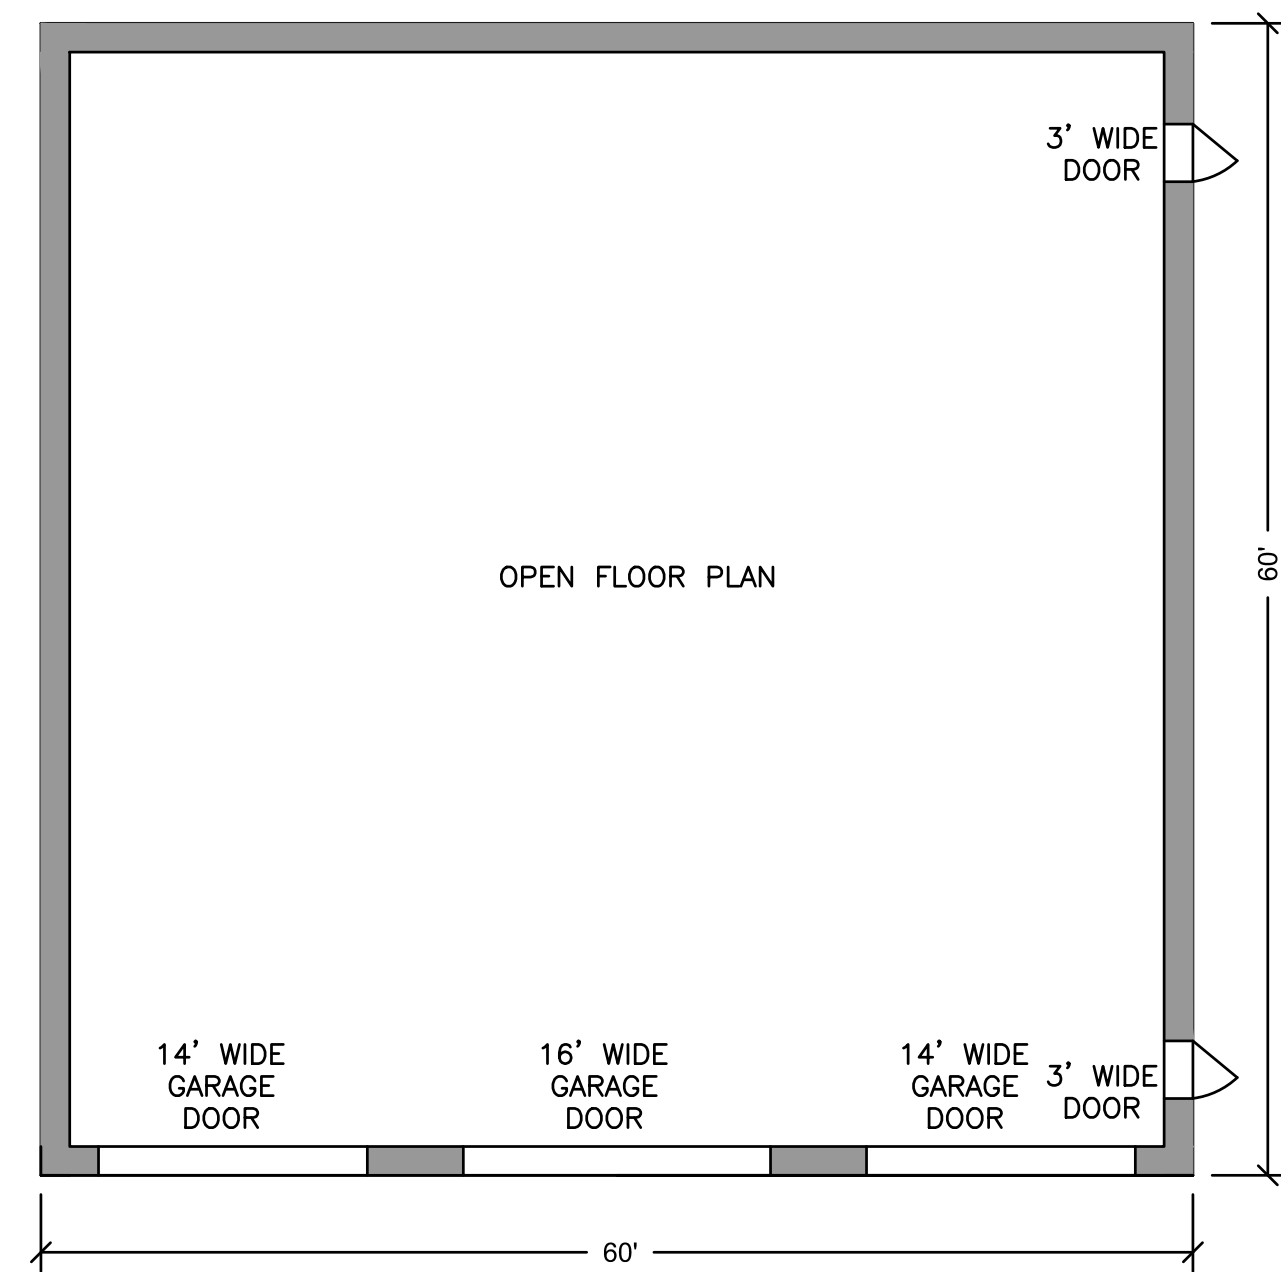 3' WIDE
DOOR
60'
OPEN FLOOR PLAN
14' WIDE
GARAGE
DOOR
16' WIDE
GARAGE
DOOR
14' WIDE
GARAGE
DOOR
3' WIDE
DOOR
60'